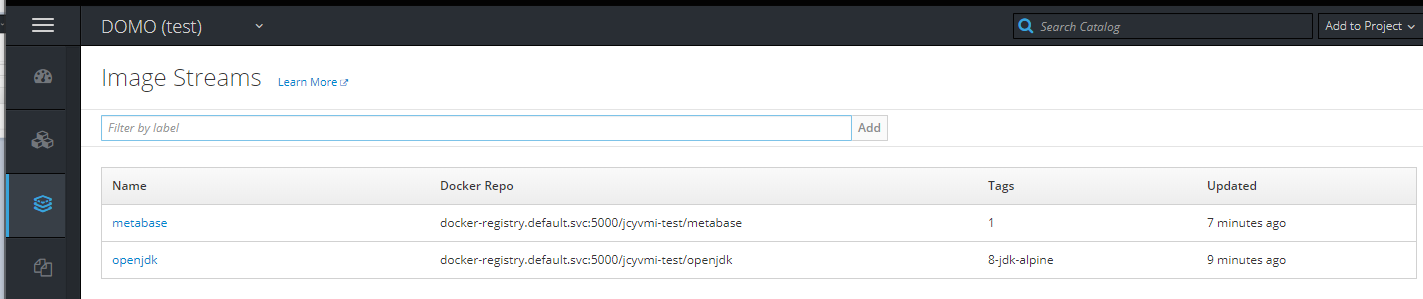 DOMO (test)
Search Catalog
Add to Project
Image Streams Learn More
Filter by label
Add
Name Docker Repo Tags Updated
metabase docker-registry.default.svc:5000/jcyvmi-test/metabase 1 7 minutes ago
openjdk docker-registry.default.svc:5000/jcyvmi-test/openjdk 8-jdk-alpine 9 minutes ago